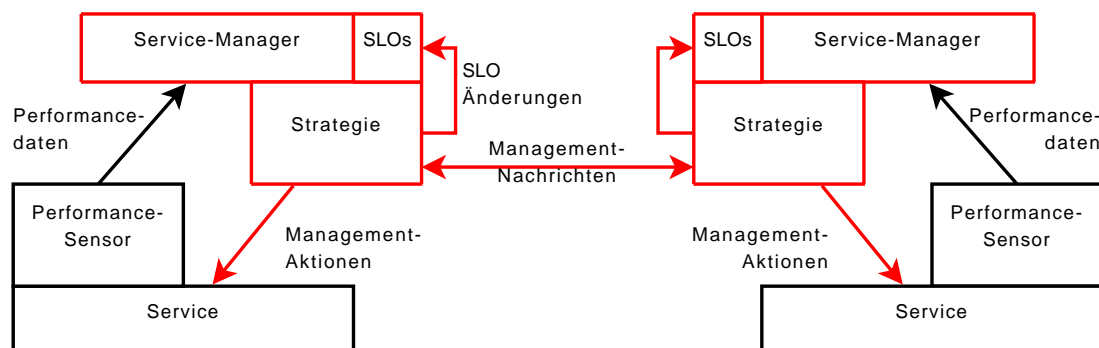 Service-Manager
SLOs
SLO
Änderungen
Performance-
daten
Strategie
Management-
Nachrichten
Performance-
Sensor
Management-
Aktionen
Service
SLOs
Service-Manager
Strategie
Performance-
daten
Management-
Aktionen
Performance-
Sensor
Service